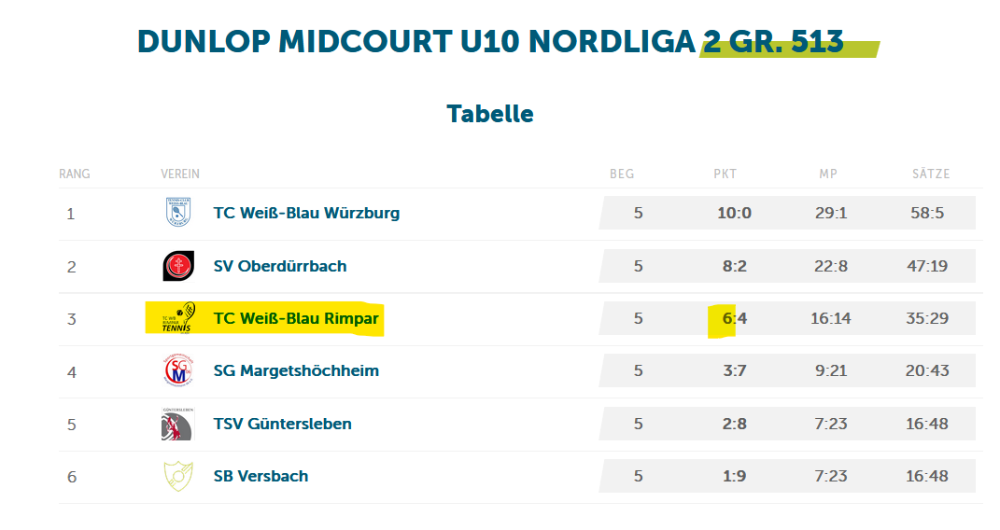 DUNLOP MIDCOURT U10 NORDLIGA 2 GR. 513
Tabelle
RANG VEREIN BEG PKT MP SÄTZE
1 TC Weiß-Blau Würzburg 5 10:0 29:1 58:5
2 SV Oberdürrbach 5 8:2 22:8 47:19
3 TENNIS TC Weiß-Blau Rimpar 5 6:4 16:14 35:29
4 SG M SG Margetshöchheim 5 3:7 9:21 20:43
5 GÜNTERSLEBEN TSV Güntersleben 5 2:8 7:23 16:48
6 SB Versbach 5 1:9 7:23 16:48